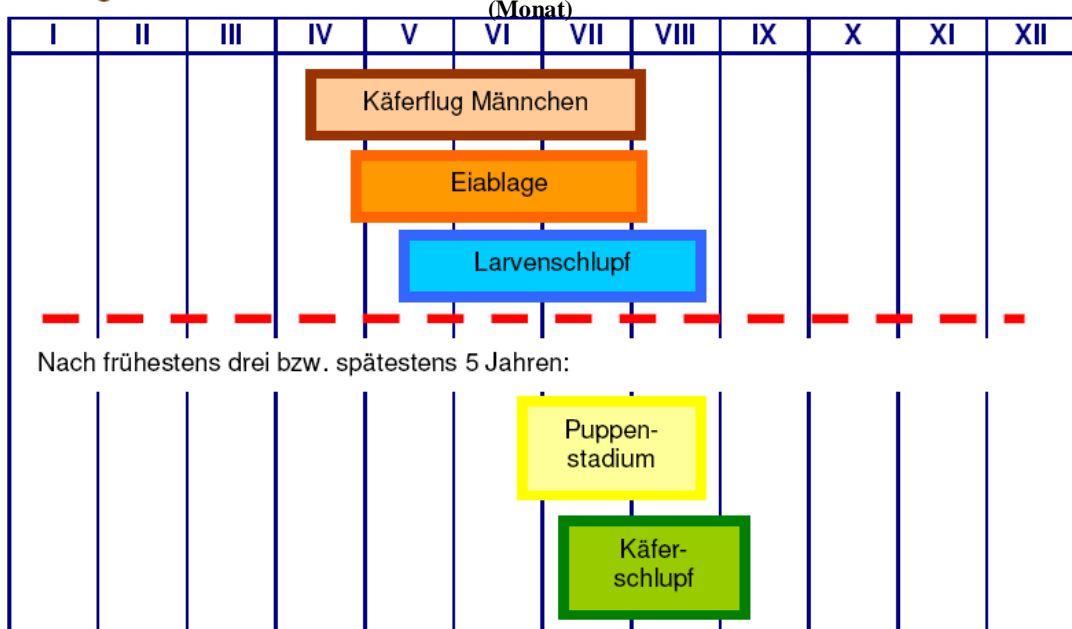 (Monat)
I II III IV V VI VII VIII IX X XI XII
Käferflug Männchen
Eiablage
Larvenschlupf
Nach frühestens drei bzw. spätestens 5 Jahren:
Puppen-
stadium
Käfer-
schlupf